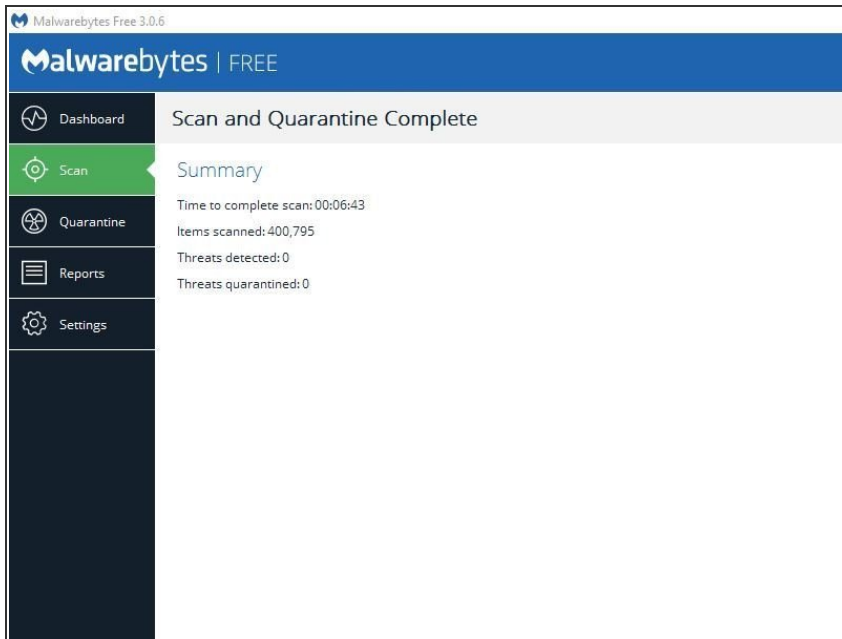 Malwarebytes Free 3.0.6
Malwarebytes | FREE
Dashboard
Scan and Quarantine Complete
Scan
Summary
Time to complete scan: 00:06:43
Items scanned: 400,795
Quarantine
Threats detected: 0
Reports
Threats quarantined: 0
Settings